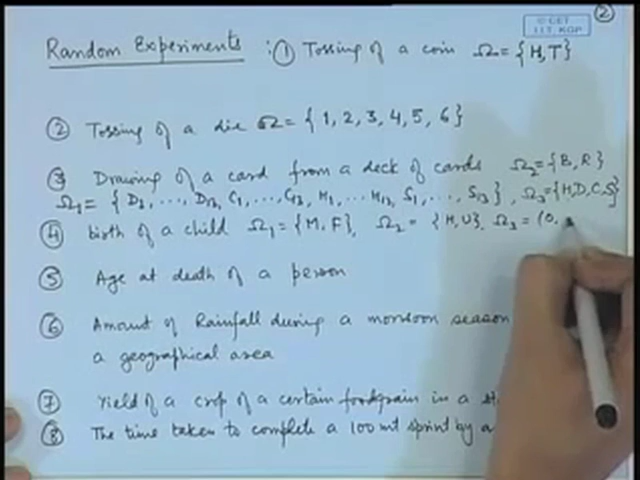 © CET
I.I.T. KGP
2
Random Experiments : ① Tossing of a coin Ω = {H, T}
② Tossing of a die Ω = { 1, 2, 3, 4, 5, 6}
③ Drawing of a card from a deck of cards Ω₂ = {B, R}
Ω₁ = { D₁, ..., D₁₃, C₁, ..., C₁₃, H₁, ... H₁₃, S₁, ..., S₁₃} , Ω₃ = {H, D, C, S}
④ birth of a child Ω₁ = {M, F}, Ω₂ = {H, U}, Ω₃ = (0,
⑤ Age at death of a person
⑥ Amount of Rainfall during a monsoon season
a geographical area
⑦ Yield of a crop of a certain foodgrain in a
⑧ The time taken to complete a 100 mt sprint by a